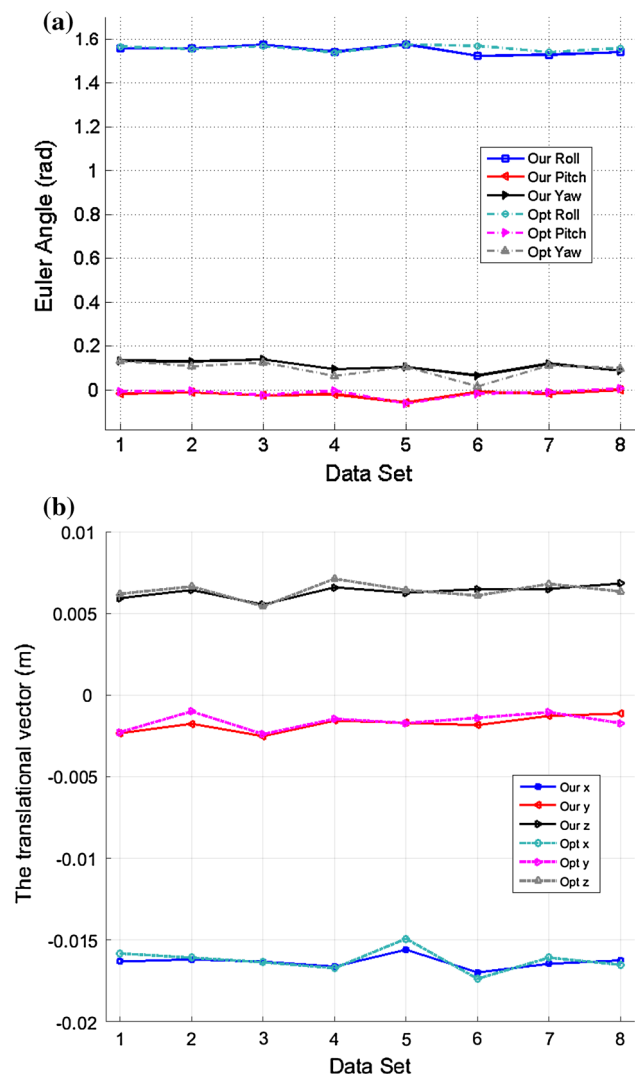 (a)
1.6
1.4
1.2
1
0.8
0.6
0.4
0.2
0
Euler Angle (rad)
Our Roll
Our Pitch
Our Yaw
Opt Roll
Opt Pitch
Opt Yaw
1 2 3 4 5 6 7 8
Data Set
(b)
0.01
0.005
0
-0.005
-0.01
-0.015
-0.02
The translational vector (m)
Our x
Our y
Our z
Opt x
Opt y
Opt z
1 2 3 4 5 6 7 8
Data Set